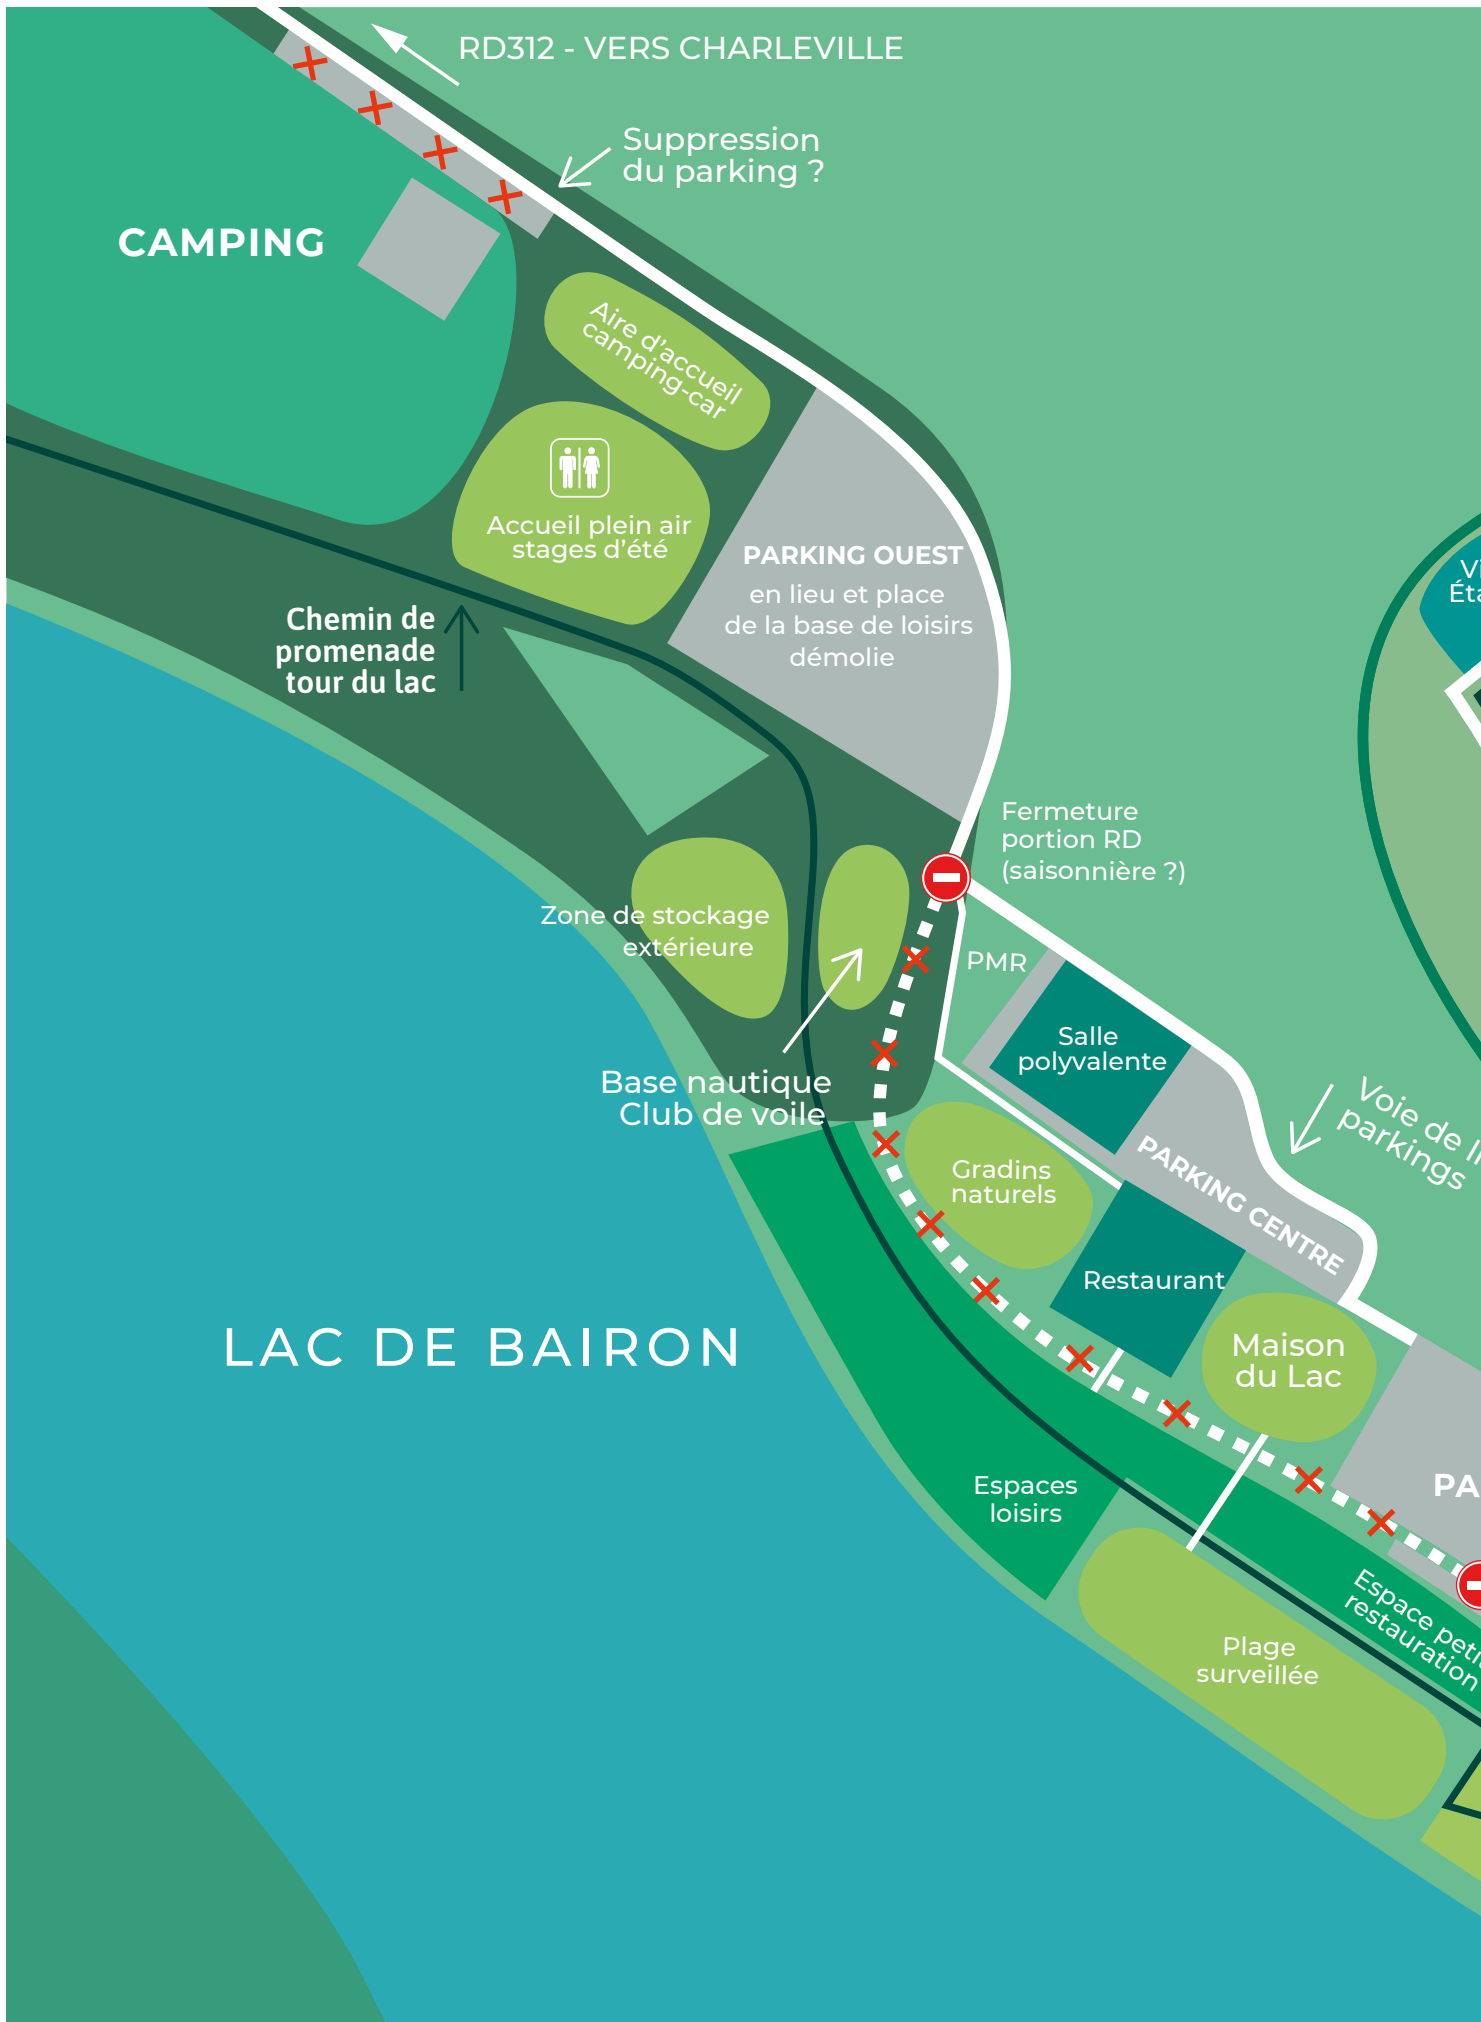 RD312 - VERS CHARLEVILLE
Suppression
du parking ?
CAMPING
Aire d'accueil
camping-car
Accueil plein air
stages d'été
PARKING OUEST
en lieu et place
de la base de loisirs
démolie
Chemin de
promenade
tour du lac
Fermeture
portion RD
(saisonnière ?)
Zone de stockage
extérieure
PMR
Salle
polyvalente
Base nautique
Club de voile
Voie de
parkings
PARKING CENTRE
Gradins
naturels
Restaurant
Maison
du Lac
LAC DE BAIRON
Espaces
loisirs
Espace
restauration
Plage
surveillée